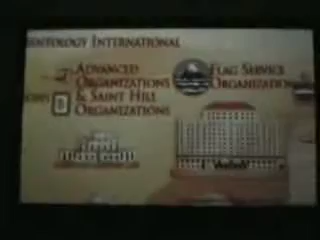 entology International
Advanced
Organizations
& Saint Hill
Organizations
Flag Service
Organization